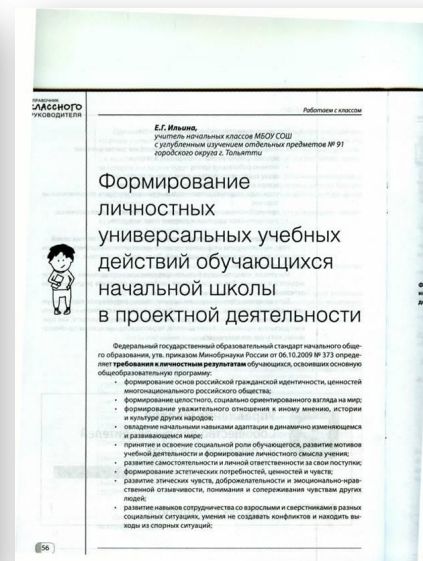 СПРАВОЧНИК
КЛАССНОГО
РУКОВОДИТЕЛЯ
Работаем с классом
Е.Г. Ильина,
учитель начальных классов МБОУ СОШ
с углубленным изучением отдельных предметов № 91
городского округа г. Тольятти
Формирование
личностных
универсальных учебных
действий обучающихся
начальной школы
в проектной деятельности
Федеральный государственный образовательный стандарт начального обще-
го образования, утв. приказом Минобрнауки России от 06.10.2009 № 373 опреде-
ляет требования к личностным результатам обучающихся, освоивших основную
общеобразовательную программу:
• формирование основ российской гражданской идентичности, ценностей
многонационального российского общества;
• формирование целостного, социально ориентированного взгляда на мир;
• формирование уважительного отношения к иному мнению, истории
и культуре других народов;
• овладение начальными навыками адаптации в динамично изменяющемся
и развивающемся мире;
• принятие и освоение социальной роли обучающегося, развитие мотивов
учебной деятельности и формирование личностного смысла учения;
• развитие самостоятельности и личной ответственности за свои поступки;
• формирование эстетических потребностей, ценностей и чувств;
• развитие этических чувств, доброжелательности и эмоционально-нрав-
ственной отзывчивости, понимания и сопереживания чувствам других
людей;
• развитие навыков сотрудничества со взрослыми и сверстниками в разных
социальных ситуациях, умения не создавать конфликтов и находить вы-
ходы из спорных ситуаций;
56